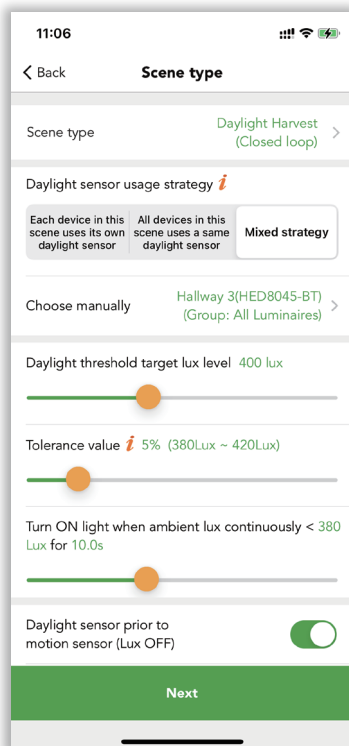 11:06
Back
Scene type
Scene type
Daylight Harvest
(Closed loop)
Daylight sensor usage strategy i
Each device in this
scene uses its own
daylight sensor
All devices in this
scene uses a same
daylight sensor
Mixed strategy
Choose manually
Hallway 3(HED8045-BT)
(Group: All Luminaires)
Daylight threshold target lux level 400 lux
Tolerance value i 5% (380Lux ~ 420Lux)
Turn ON light when ambient lux continuously < 380
Lux for 10.0s
Daylight sensor prior to
motion sensor (Lux OFF)
Next